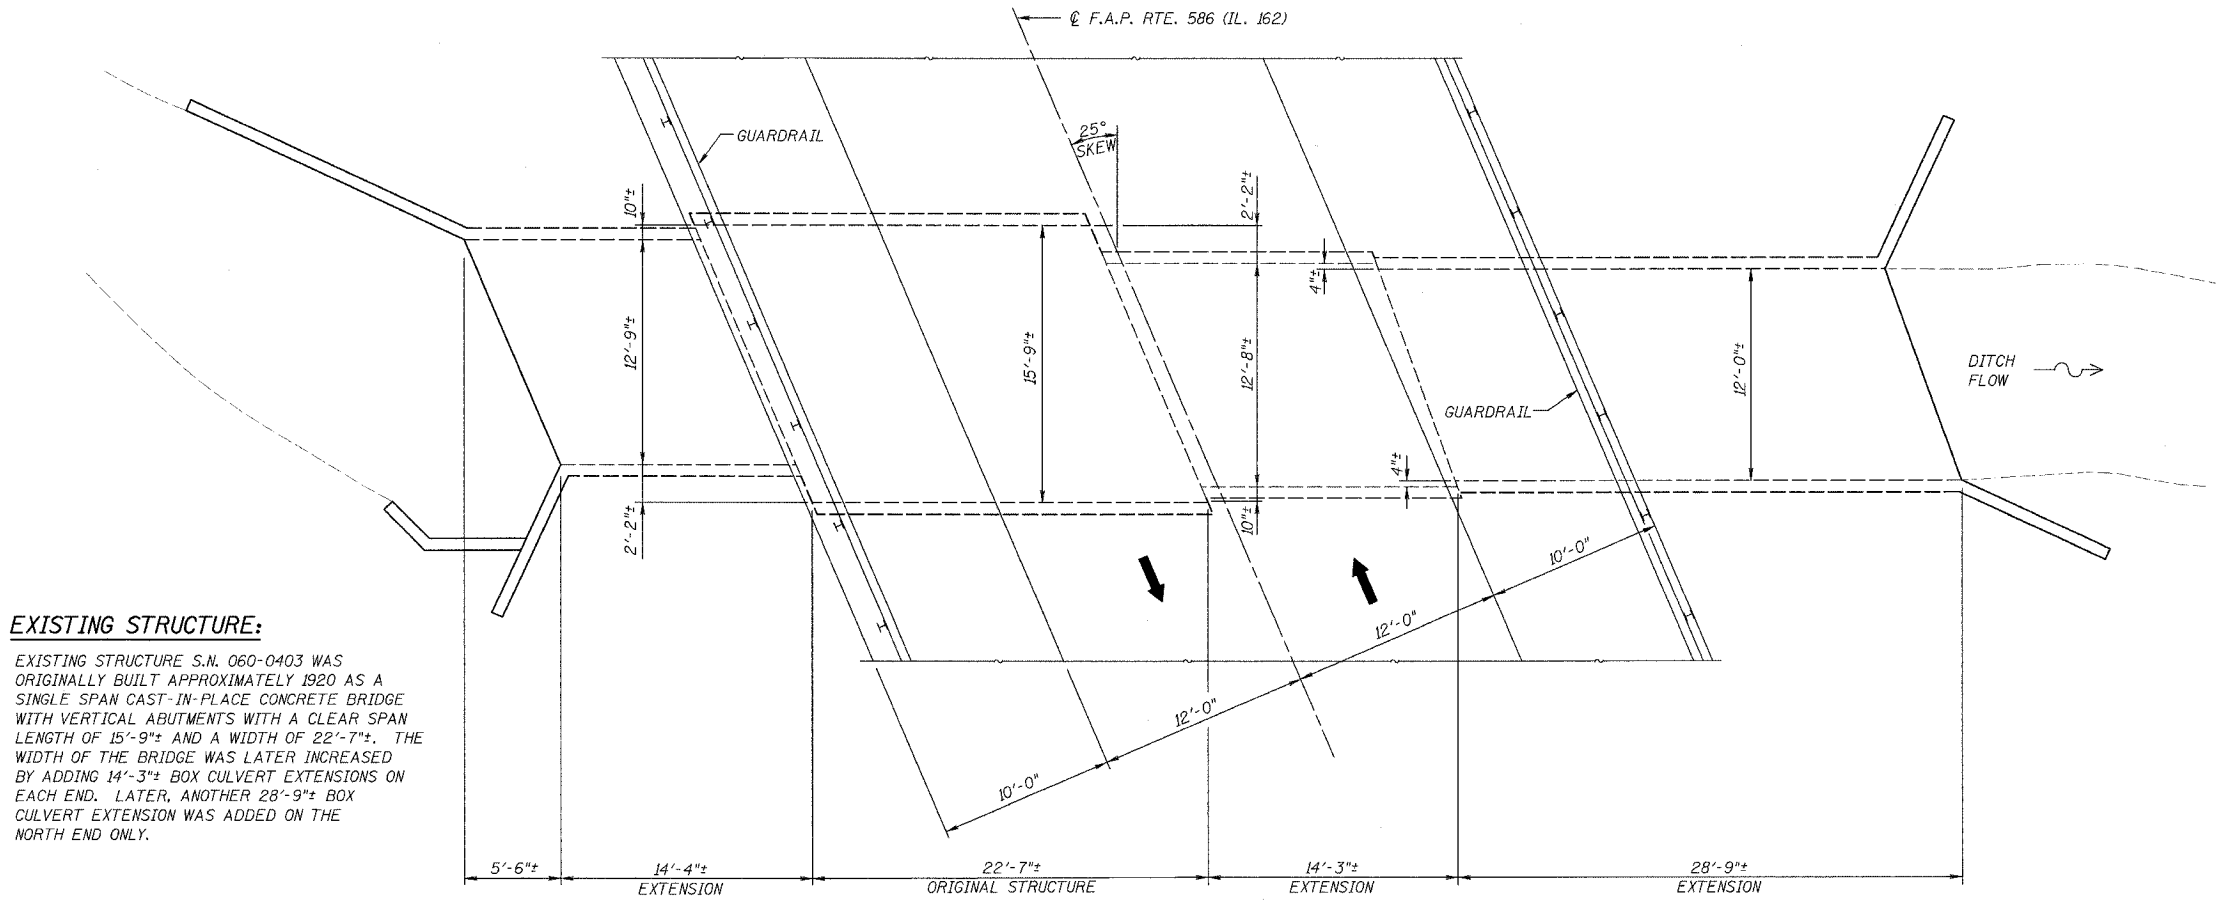 ℄ F.A.P. RTE. 586 (IL. 162)
GUARDRAIL
25°
SKEW
10"±
2'-2"±
4"±
12'-9"±
15'-9"±
12'-8"±
12'-0"±
DITCH
FLOW
GUARDRAIL
4"±
2'-2"±
10"±
10'-0"
12'-0"
12'-0"
10'-0"
EXISTING STRUCTURE:
EXISTING STRUCTURE S.N. 060-0403 WAS
ORIGINALLY BUILT APPROXIMATELY 1920 AS A
SINGLE SPAN CAST-IN-PLACE CONCRETE BRIDGE
WITH VERTICAL ABUTMENTS WITH A CLEAR SPAN
LENGTH OF 15'-9"± AND A WIDTH OF 22'-7"±. THE
WIDTH OF THE BRIDGE WAS LATER INCREASED
BY ADDING 14'-3"± BOX CULVERT EXTENSIONS ON
EACH END. LATER, ANOTHER 28'-9"± BOX
CULVERT EXTENSION WAS ADDED ON THE
NORTH END ONLY.
5'-6"±
14'-4"±
EXTENSION
22'-7"±
ORIGINAL STRUCTURE
14'-3"±
EXTENSION
28'-9"±
EXTENSION